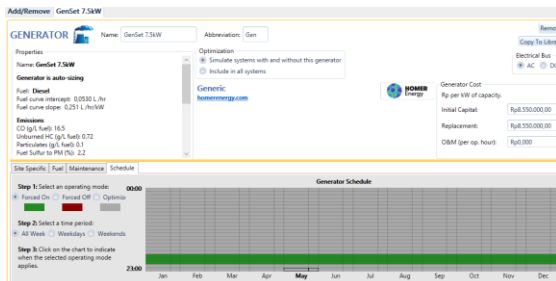 Add/Remove GenSet 7.5kW
GENERATOR
Name: GenSet 7.5kW
Abbreviation: Gen
Remo
Copy To Libre
Properties
Name: GenSet 7.5kW
Generator is auto-sizing
Fuel: Diesel
Fuel curve intercept: 0,0530 L /hr
Fuel curve slope: 0,251 L /hr/kW
Emissions
CO (g/L fuel): 16.5
Unburned HC (g/L fuel): 0.72
Particulates (g/L fuel): 0.1
Fuel Sulfur to PM (%): 2.2
Optimization
Simulate systems with and without this generator
Include in all systems
Generic
homerenergy.com
HOMER
Energy
Electrical Bus
AC DC
Generator Cost
Rp per kW of capacity.
Initial Capital: Rp8.550.000,00
Replacement: Rp8.550.000,00
O&M (per op. hour): Rp0,000
Site Specific Fuel Maintenance Schedule
Step 1: Select an operating mode:
Forced On Forced Off Optimize
Step 2: Select a time period:
All Week Weekdays Weekends
Step 3: Click on the chart to indicate
when the selected operating mode
applies.
Generator Schedule
00:00
23:00
Jan Feb Mar Apr May Jun Jul Aug Sep Oct Nov Dec